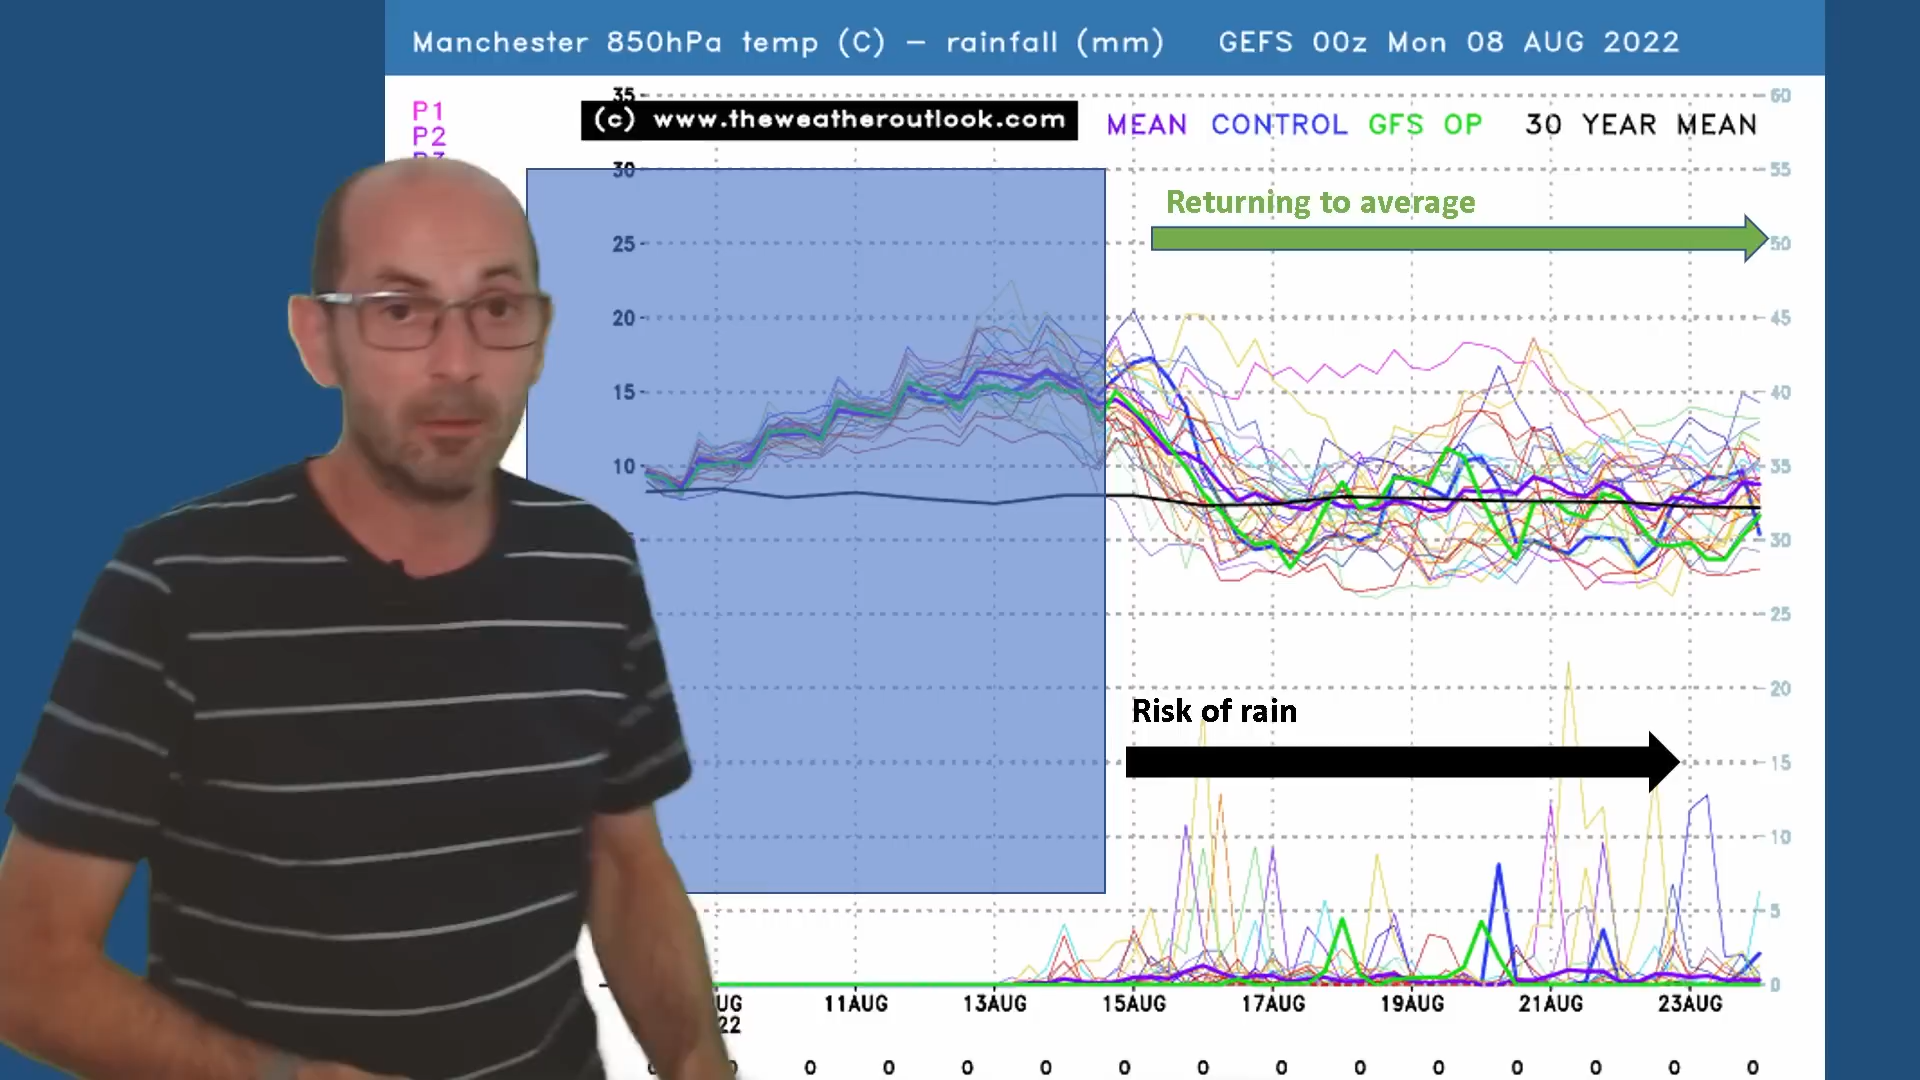 Manchester 850hPa temp (C) – rainfall (mm) GEFS 00z Mon 08 AUG 2022
P1
P2
(c) www.theweatheroutlook.com
MEAN CONTROL GFS OP 30 YEAR MEAN
35
30
25
20
15
10
60
55
50
45
40
35
30
25
20
15
10
5
0
Returning to average
Risk of rain
11AUG 13AUG 15AUG 17AUG 19AUG 21AUG 23AUG
0 0 0 0 0 0 0 0 0 0 0 0 0